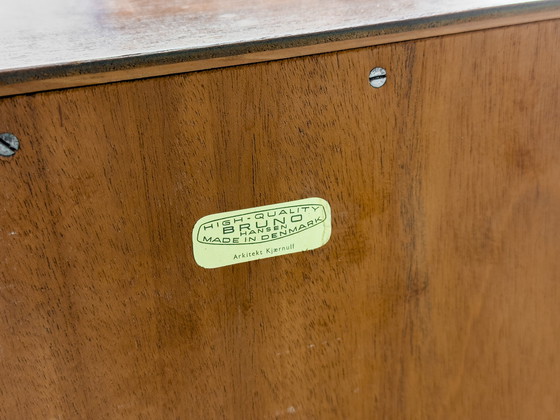 HIGH-QUALITY
BRUNO
HANSEN
MADE IN DENMARK
Arkitekt Kjærnulf